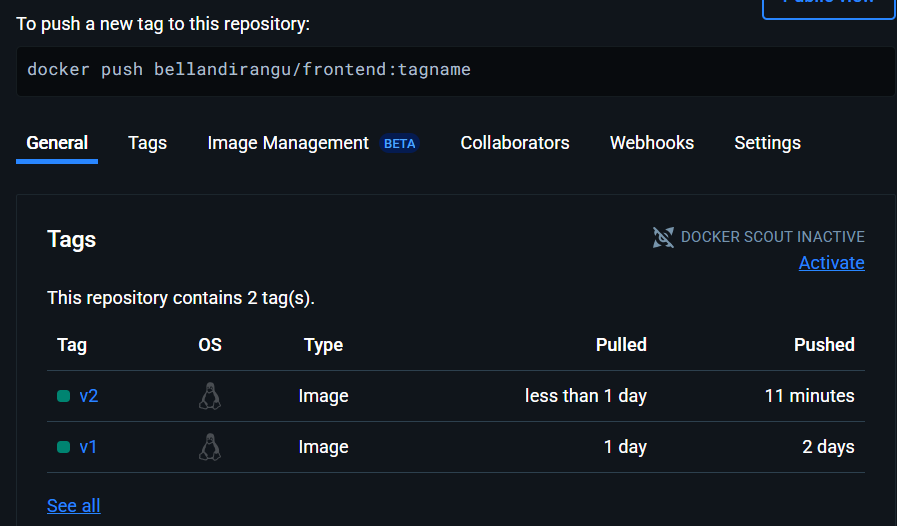 To push a new tag to this repository:
docker push bellandirangu/frontend:tagname
General Tags Image Management BETA Collaborators Webhooks Settings
Tags
DOCKER SCOUT INACTIVE
Activate
This repository contains 2 tag(s).
Tag OS Type Pulled Pushed
v2 Image less than 1 day 11 minutes
v1 Image 1 day 2 days
See all